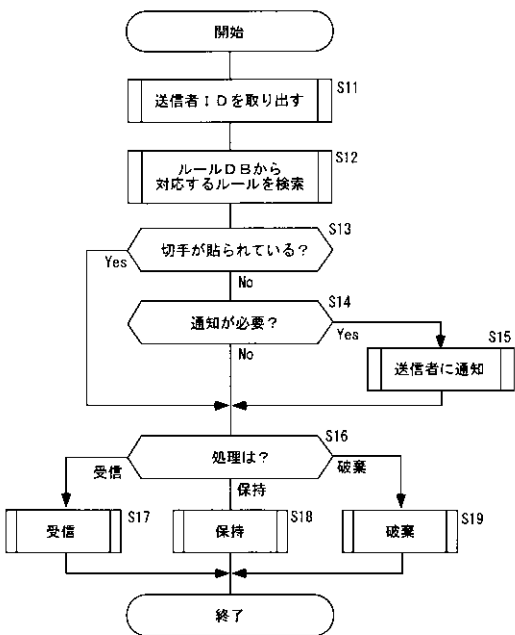 開始
送信者ＩＤを取り出す
S11
ルールＤＢから
対応するルールを検索
S12
切手が貼られている？
S13
Yes
No
通知が必要？
S14
Yes
No
送信者に通知
S15
処理は？
S16
受信
保持
破棄
受信
S17
保持
S18
破棄
S19
終了